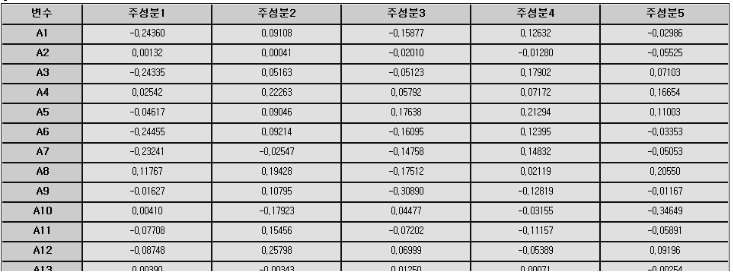 변수 주성분1 주성분2 주성분3 주성분4 주성분5
A1 -0,24360 0,09108 -0,15877 0,12632 -0,02986
A2 0,00132 0,00041 -0,02010 -0,01280 -0,05525
A3 -0,24335 0,05163 -0,05123 0,17902 0,07103
A4 0,02542 0,22263 0,05792 0,07172 0,16654
A5 -0,04617 0,09046 0,17638 0,21294 0,11003
A6 -0,24455 0,09214 -0,16095 0,12395 -0,03353
A7 -0,23241 -0,02547 -0,14758 0,14832 -0,05053
A8 0,11767 0,19428 -0,17512 0,02119 0,20550
A9 -0,01627 0,10795 -0,30890 -0,12819 -0,01167
A10 0,00410 -0,17923 0,04477 -0,03155 -0,34649
A11 -0,07708 0,15456 -0,07202 -0,11157 -0,05891
A12 -0,08748 0,25798 0,06999 -0,05389 0,09196
A13 0,00390 -0,00343 0,01250 0,00071 -0,00254